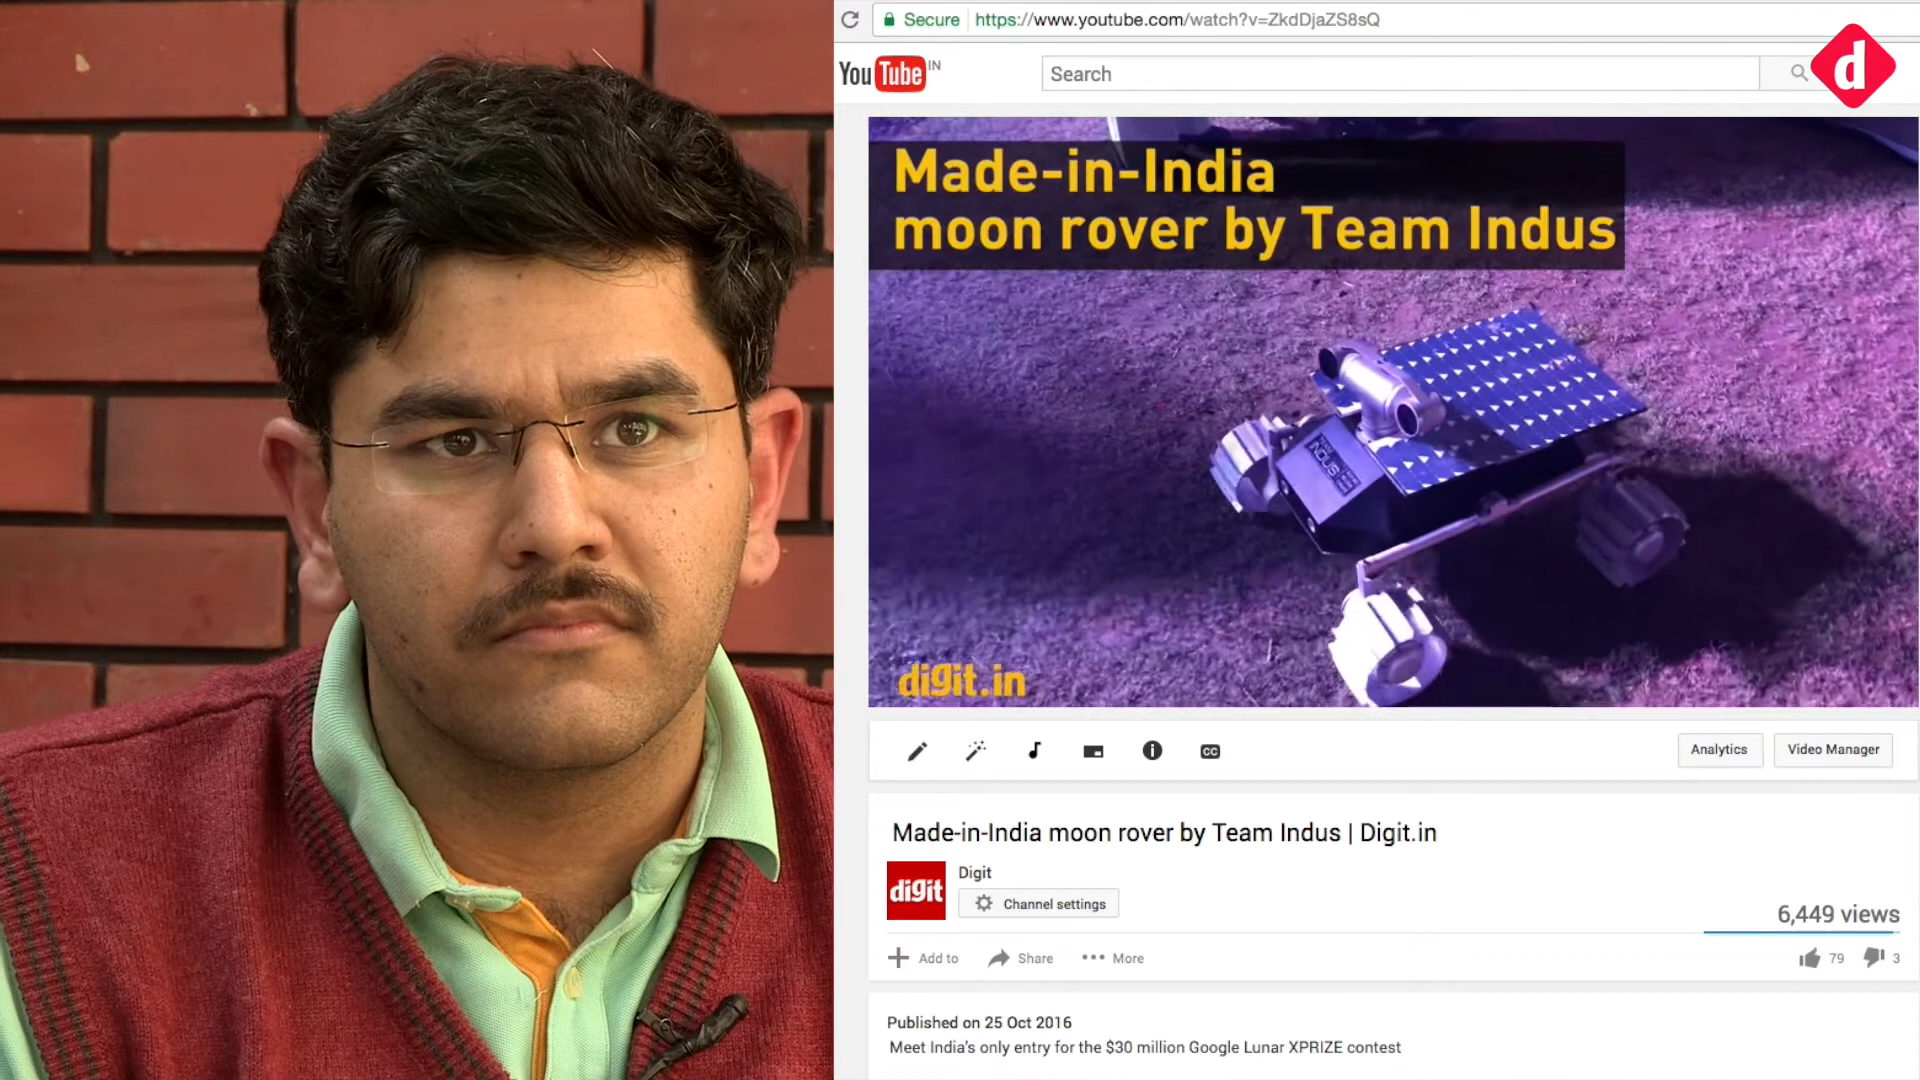 Secure https://www.youtube.com/watch?v=ZkdDjaZS8sQ
YouTube IN
Search
d
Made-in-India
moon rover by Team Indus
INDUS
digit.in
CC
Analytics
Video Manager
Made-in-India moon rover by Team Indus | Digit.in
digit
Digit
Channel settings
6,449 views
Add to
Share
More
79
3
Published on 25 Oct 2016
Meet India's only entry for the $30 million Google Lunar XPRIZE contest